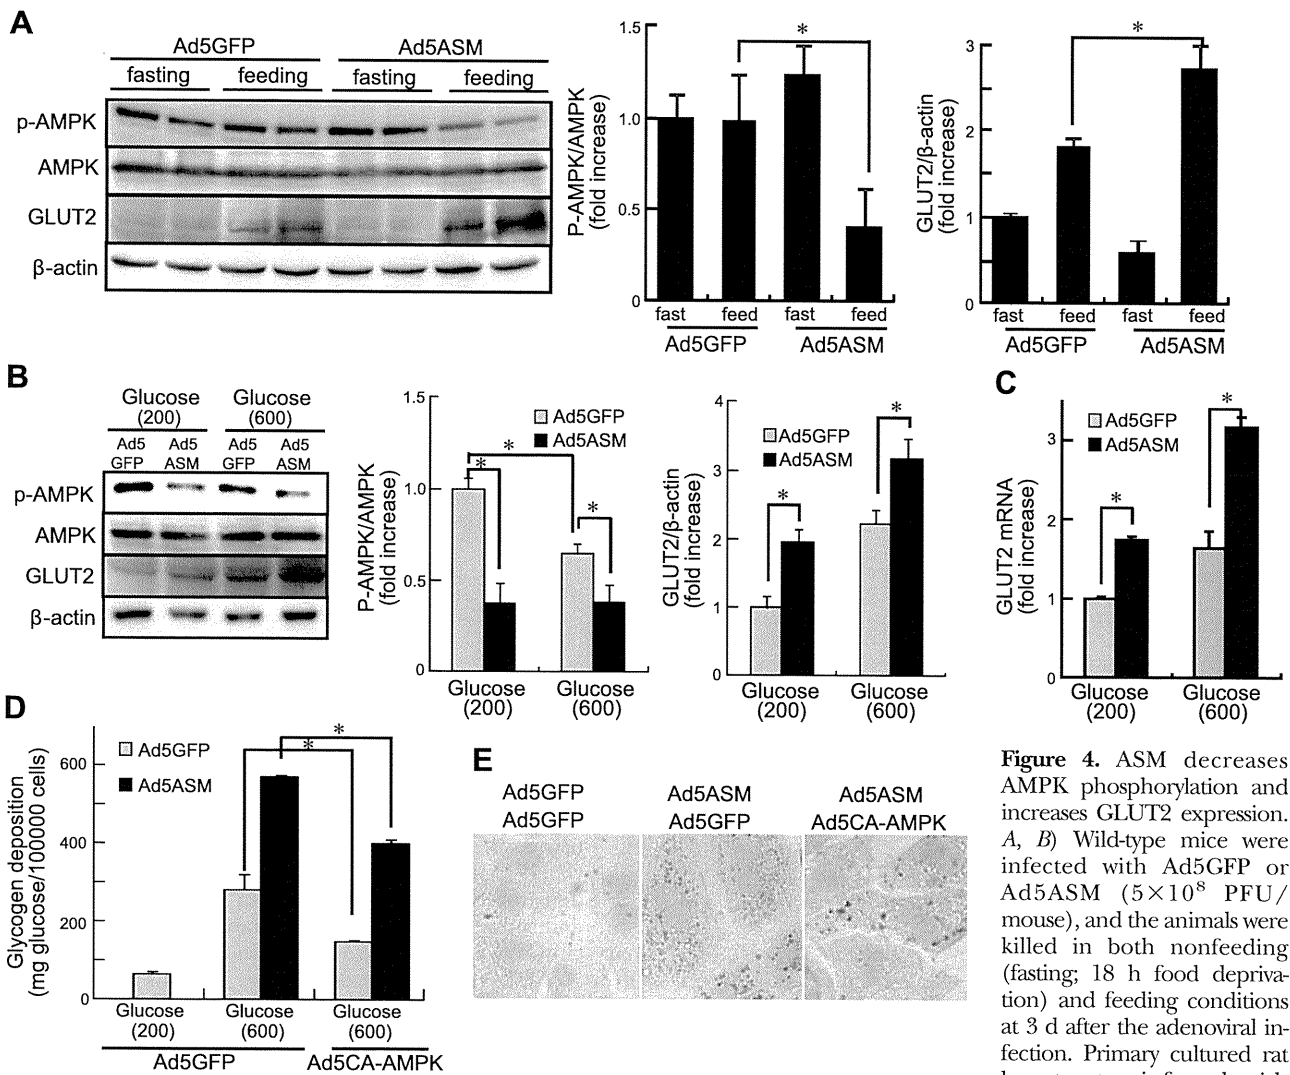 A
Ad5GFP Ad5ASM
fasting feeding fasting feeding
p-AMPK
AMPK
GLUT2
β-actin
P-AMPK/AMPK
(fold increase)
1.5
1.0
0.5
0
*
fast feed fast feed
Ad5GFP Ad5ASM
GLUT2/β-actin
(fold increase)
3
2
1
0
*
fast feed fast feed
Ad5GFP Ad5ASM
B
Glucose Glucose
(200) (600)
Ad5 Ad5 Ad5 Ad5
GFP ASM GFP ASM
p-AMPK
AMPK
GLUT2
β-actin
P-AMPK/AMPK
(fold increase)
1.5
1.0
0.5
0
Ad5GFP
Ad5ASM
*
*
*
Glucose Glucose
(200) (600)
GLUT2/β-actin
(fold increase)
4
3
2
1
0
Ad5GFP
Ad5ASM
*
*
Glucose Glucose
(200) (600)
C
GLUT2 mRNA
(fold increase)
3
2
1
0
Ad5GFP
Ad5ASM
*
*
Glucose Glucose
(200) (600)
D
Glycogen deposition
(mg glucose/100000 cells)
600
400
200
0
Ad5GFP
Ad5ASM
*
*
Glucose Glucose Glucose
(200) (600) (600)
Ad5GFP Ad5CA-AMPK
E
Ad5GFP Ad5ASM Ad5ASM
Ad5GFP Ad5GFP Ad5CA-AMPK
Figure 4. ASM decreases
AMPK phosphorylation and
increases GLUT2 expression.
A, B) Wild-type mice were
infected with Ad5GFP or
Ad5ASM (5×10⁸ PFU/
mouse), and the animals were
killed in both nonfeeding
(fasting; 18 h food depriva-
tion) and feeding conditions
at 3 d after the adenoviral in-
fection. Primary cultured rat